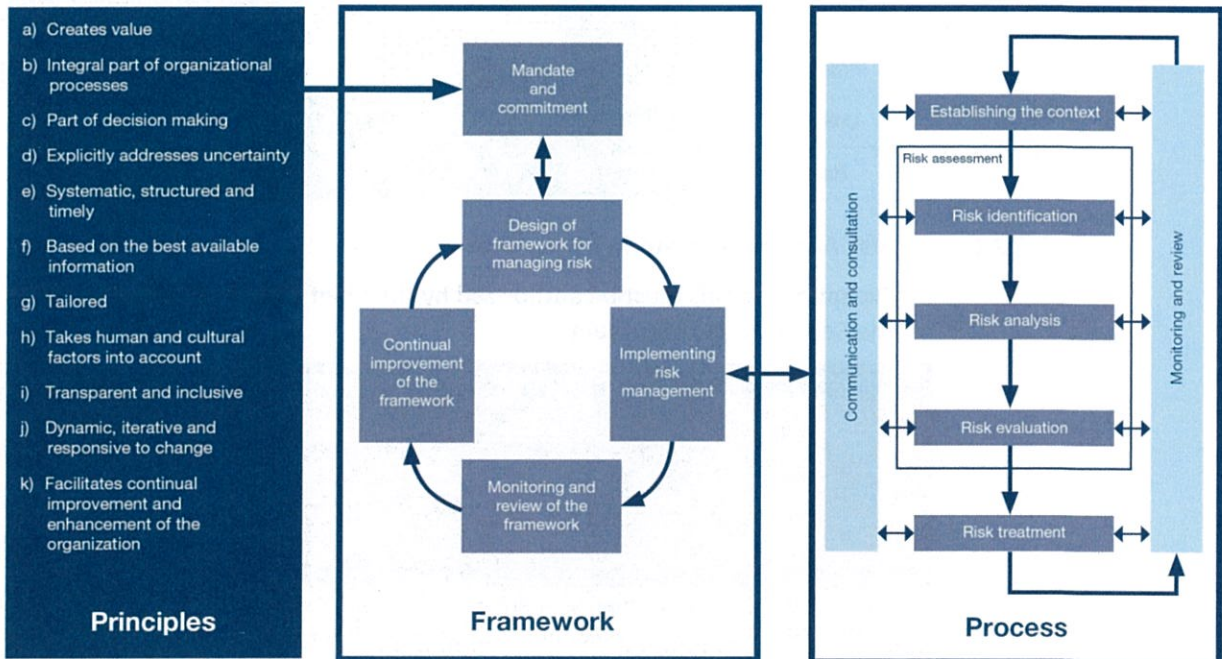 a) Creates value
b) Integral part of organizational
processes
c) Part of decision making
d) Explicitly addresses uncertainty
e) Systematic, structured and
timely
f) Based on the best available
information
g) Tailored
h) Takes human and cultural
factors into account
i) Transparent and inclusive
j) Dynamic, iterative and
responsive to change
k) Facilitates continual
improvement and
enhancement of the
organization
Principles
Mandate
and
commitment
Design of
framework for
managing risk
Continual
improvement
of the
framework
Implementing
risk
management
Monitoring and
review of the
framework
Framework
Communication and consultation
Establishing the context
Risk assessment
Risk identification
Risk analysis
Risk evaluation
Risk treatment
Monitoring and review
Process